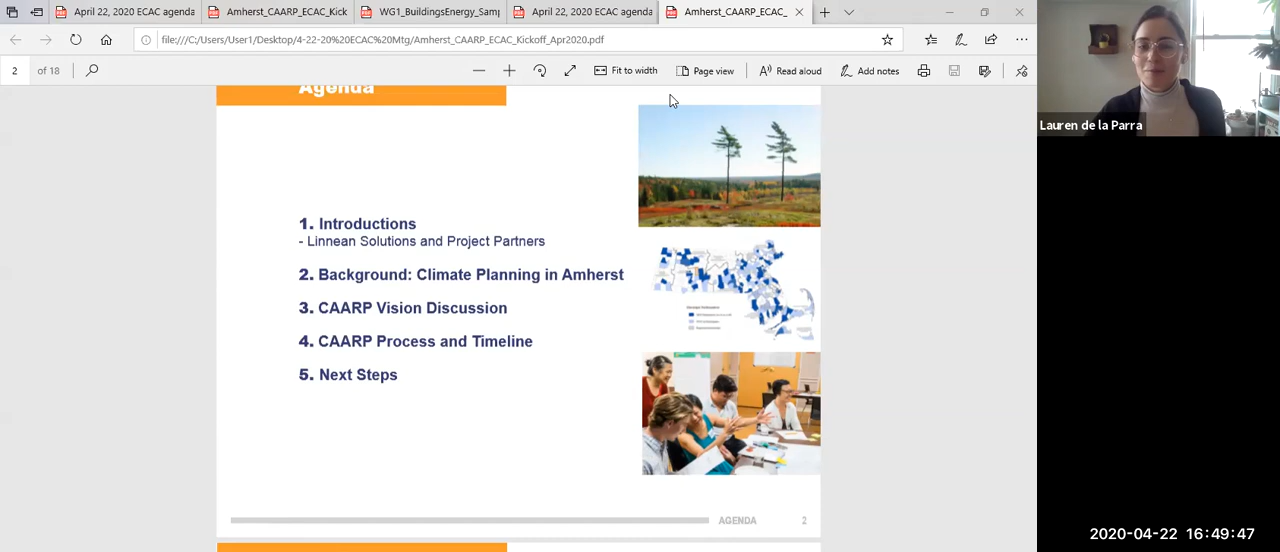 April 22, 2020 ECAC agenda
Amherst_CAARP_ECAC_Kick
WG1_BuildingsEnergy_Samp
April 22, 2020 ECAC agenda
Amherst_CAARP_ECAC_
file:///C:/Users/User1/Desktop/4-22-20%20ECAC%20Mtg/Amherst_CAARP_ECAC_Kickoff_Apr2020.pdf
2 of 18
Fit to width
Page view
Read aloud
Add notes
Lauren de la Parra
Agenda
1. Introductions
- Linnean Solutions and Project Partners
2. Background: Climate Planning in Amherst
3. CAARP Vision Discussion
4. CAARP Process and Timeline
5. Next Steps
AGENDA 2
2020-04-22 16:49:47